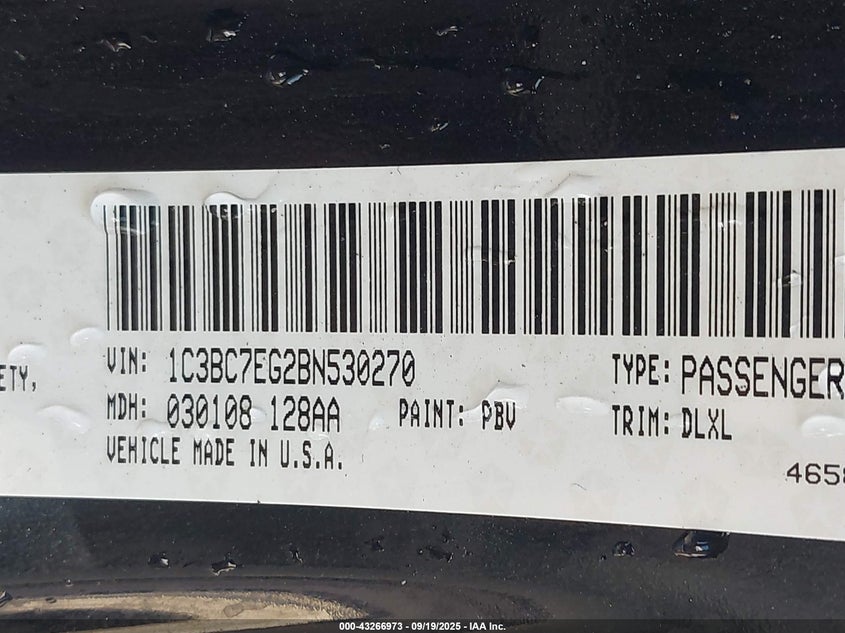 ETY,
VIN: 1C3BC7EG2BN530270 TYPE: PASSENGER
MDH: 030108 128AA PAINT: PBV TRIM: DLXL
VEHICLE MADE IN U.S.A.
4658
000-43266973 - 09/19/2025 - IAA Inc.